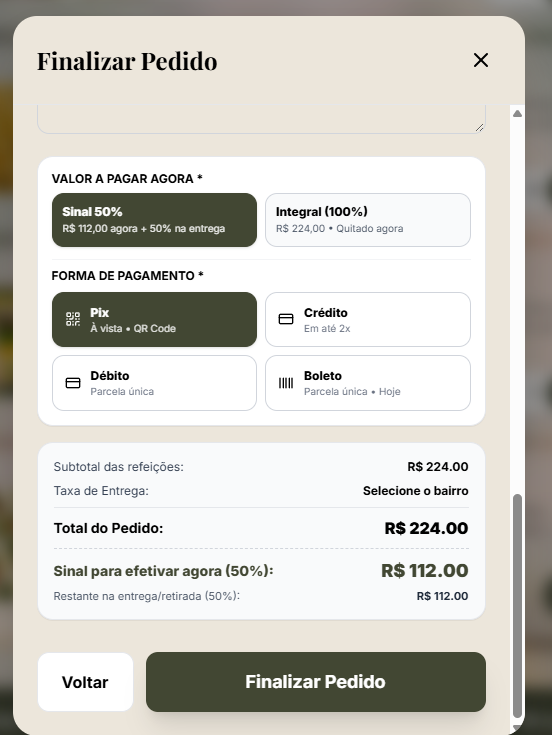 Finalizar Pedido
VALOR A PAGAR AGORA *
Sinal 50%
R$ 112,00 agora + 50% na entrega
Integral (100%)
R$ 224,00 • Quitado agora
FORMA DE PAGAMENTO *
Pix
À vista • QR Code
Crédito
Em até 2x
Débito
Parcela única
Boleto
Parcela única • Hoje
Subtotal das refeições: R$ 224.00
Taxa de Entrega: Selecione o bairro
Total do Pedido: R$ 224.00
Sinal para efetivar agora (50%): R$ 112.00
Restante na entrega/retirada (50%): R$ 112.00
Voltar
Finalizar Pedido